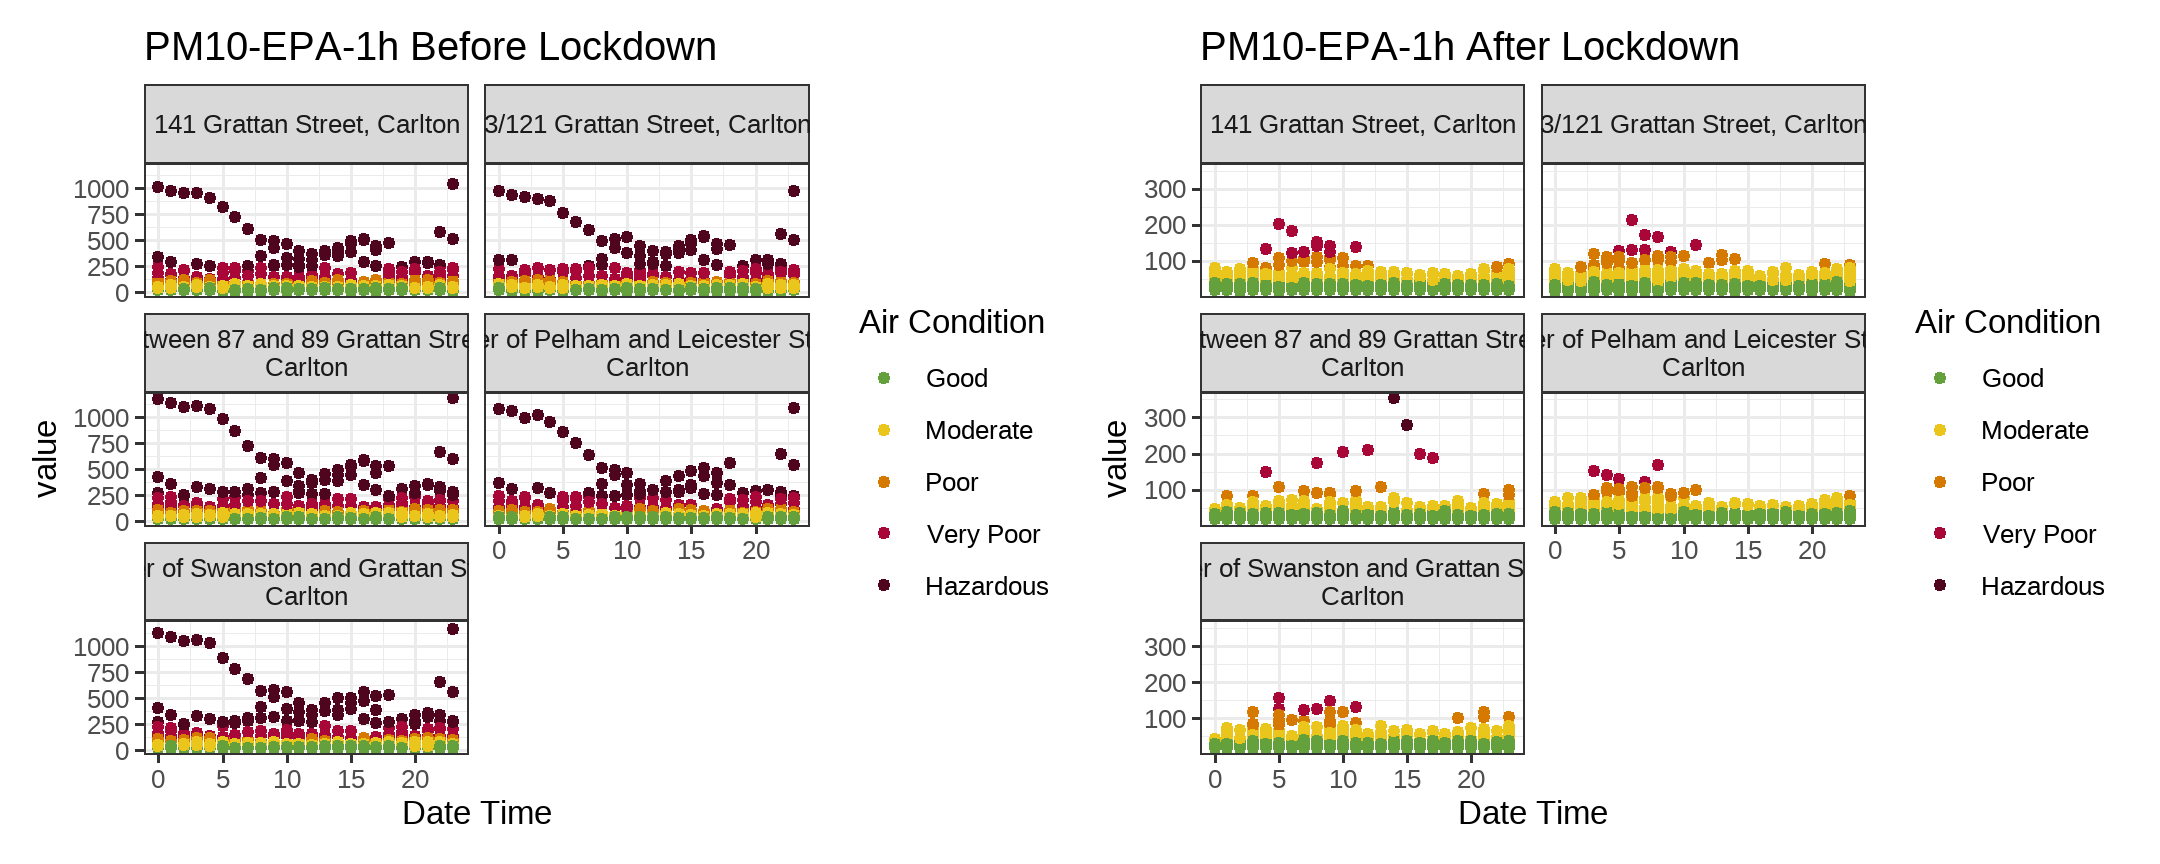 PM10-EPA-1h Before Lockdown
141 Grattan Street, Carlton
3/121 Grattan Street, Carlton
1000
750
500
250
0
tween 87 and 89 Grattan Stre
Carlton
er of Pelham and Leicester St
Carlton
1000
750
500
250
0
0 5 10 15 20
r of Swanston and Grattan S
Carlton
1000
750
500
250
0
0 5 10 15 20
value
Date Time
Air Condition
Good
Moderate
Poor
Very Poor
Hazardous
PM10-EPA-1h After Lockdown
141 Grattan Street, Carlton
3/121 Grattan Street, Carlton
300
200
100
tween 87 and 89 Grattan Stre
Carlton
er of Pelham and Leicester St
Carlton
300
200
100
0 5 10 15 20
er of Swanston and Grattan S
Carlton
300
200
100
0 5 10 15 20
value
Date Time
Air Condition
Good
Moderate
Poor
Very Poor
Hazardous